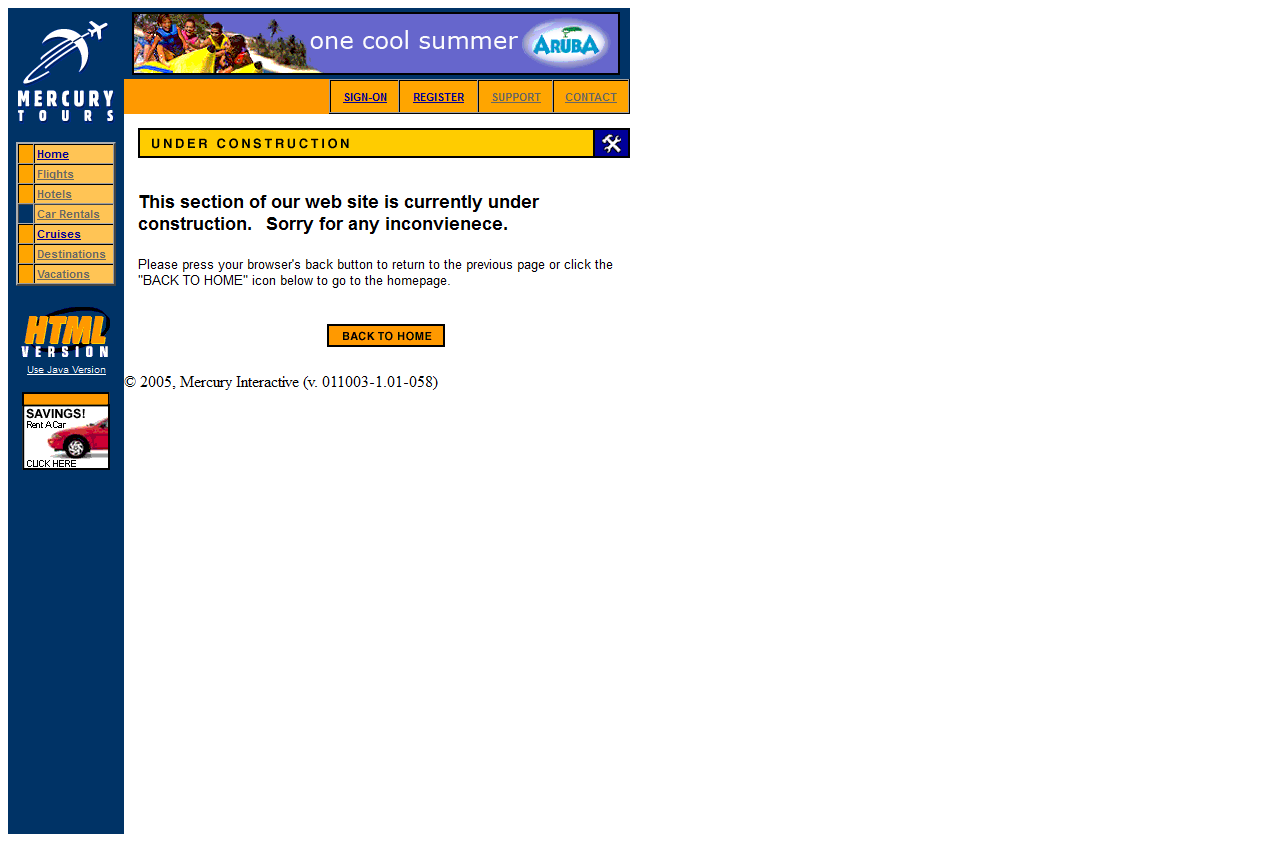 one cool summer ARUBA
MERCURY
TOURS
SIGN-ON REGISTER SUPPORT CONTACT
UNDER CONSTRUCTION
Home
Flights
Hotels
Car Rentals
Cruises
Destinations
Vacations
This section of our web site is currently under
construction. Sorry for any inconvienece.
Please press your browser's back button to return to the previous page or click the
"BACK TO HOME" icon below to go to the homepage.
BACK TO HOME
HTML
VERSION
Use Java Version
© 2005, Mercury Interactive (v. 011003-1.01-058)
SAVINGS!
Rent A Car
CLICK HERE